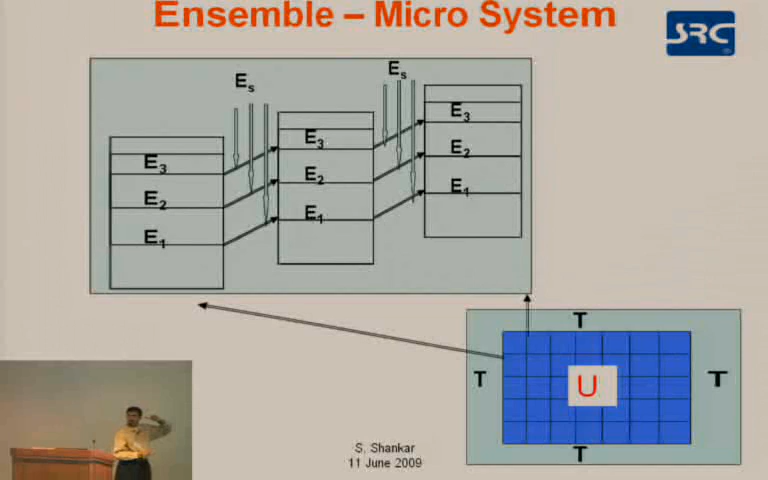 Ensemble – Micro System
SRC
Es
Es
E3
E2
E1
E3
E2
E1
E3
E2
E1
T
T
U
T
T
S. Shankar
11 June 2009